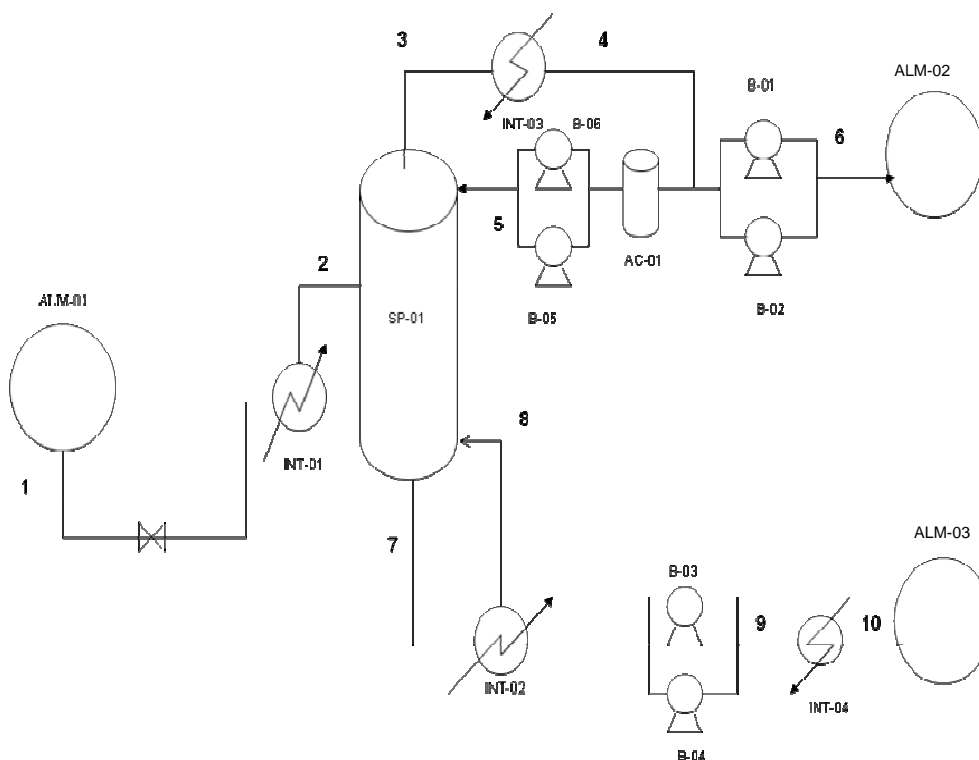 3
4
ALM-02
B-01
INT-03
B-06
6
5
AC-01
2
B-05
B-02
ALM-01
SP-01
8
INT-01
1
7
ALM-03
B-03
9
10
INT-02
INT-04
B-04